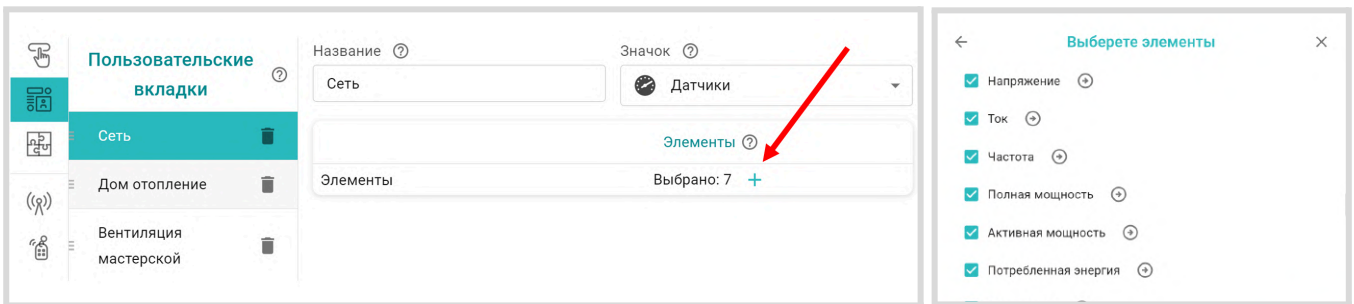 Пользовательские
вкладки
Сеть
Дом отопление
Вентиляция
мастерской
Название
Значок
Сеть
Датчики
Элементы
Элементы
Выбрано: 7
Выберете элементы
Напряжение
Ток
Частота
Полная мощность
Активная мощность
Потребленная энергия